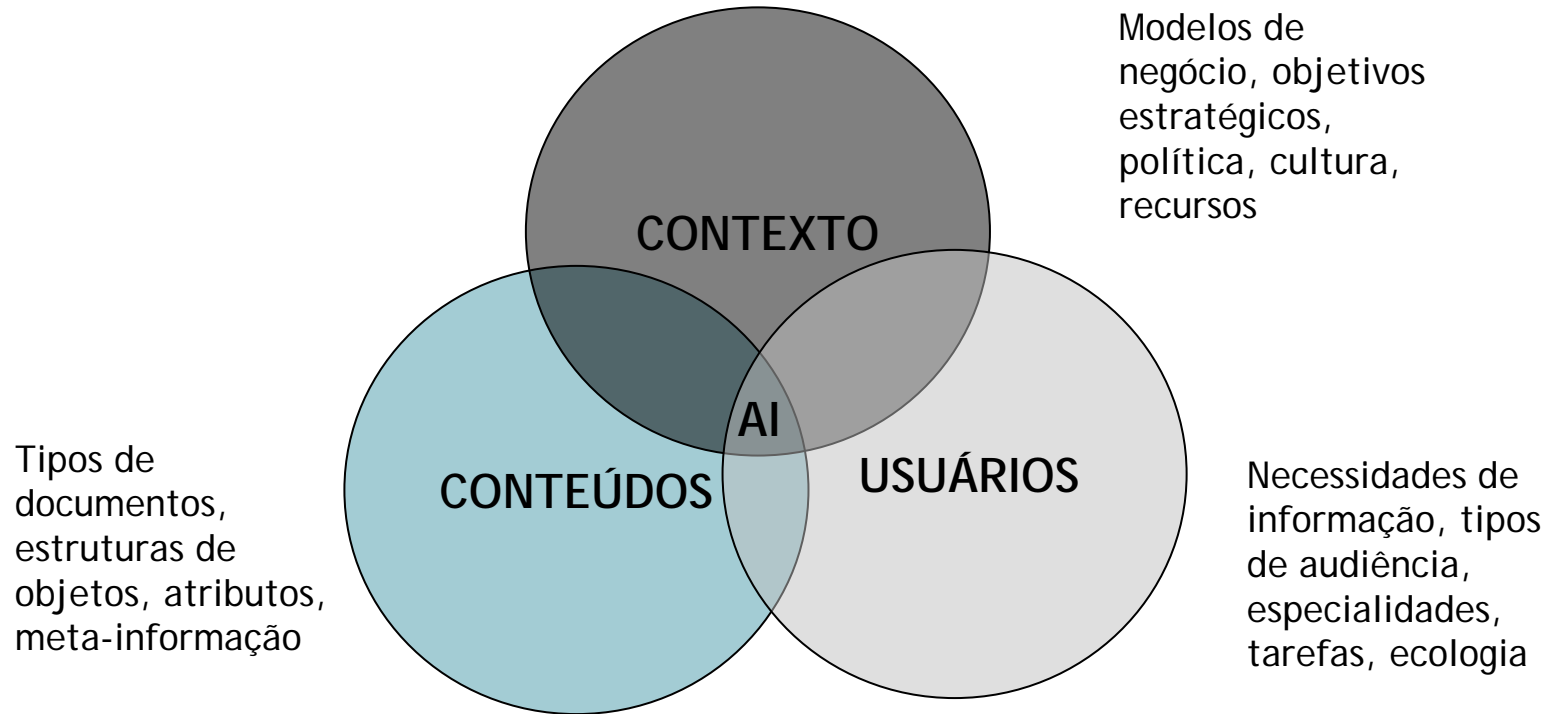 Modelos de
negócio, objetivos
estratégicos,
política, cultura,
recursos
CONTEXTO
AI
CONTEÚDOS
USUÁRIOS
Tipos de
documentos,
estruturas de
objetos, atributos,
meta-informação
Necessidades de
informação, tipos
de audiência,
especialidades,
tarefas, ecologia